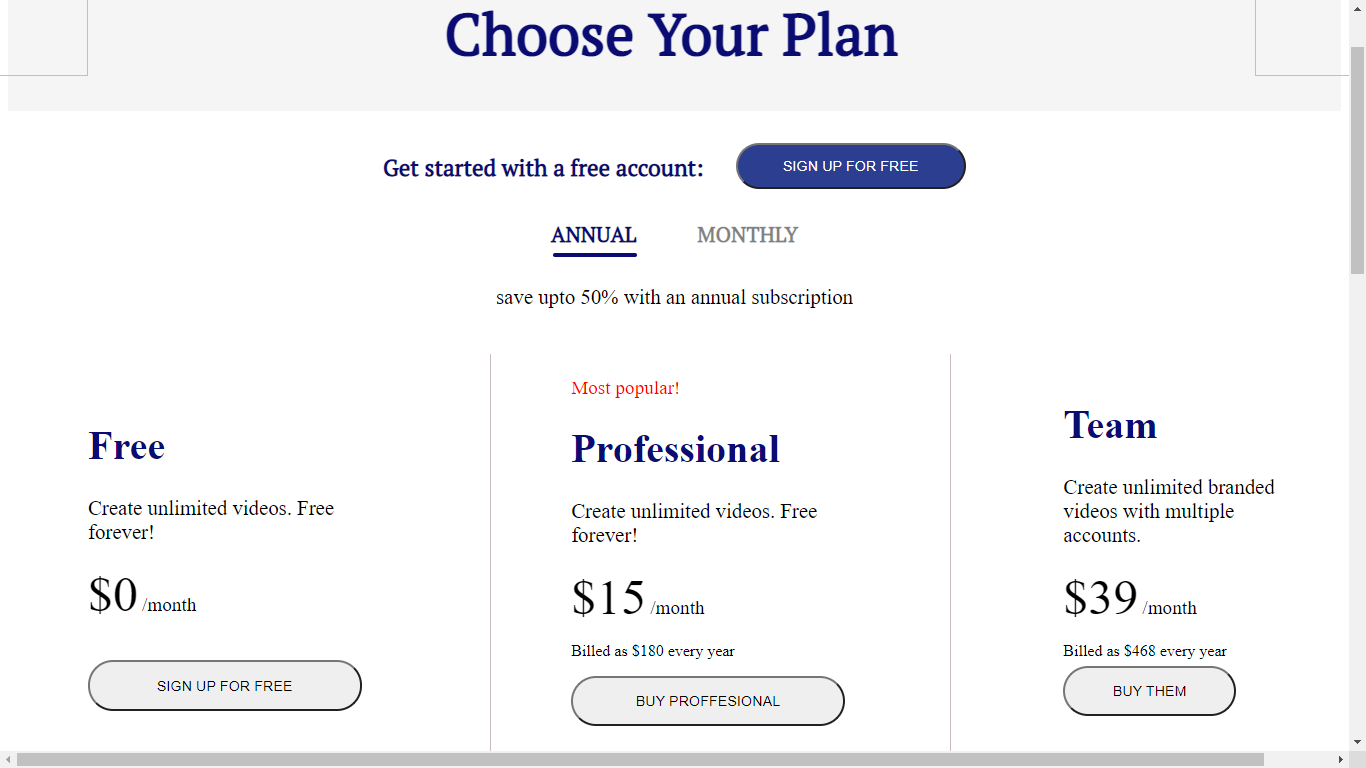 Choose Your Plan
Get started with a free account:
SIGN UP FOR FREE
ANNUAL
MONTHLY
save upto 50% with an annual subscription
Free
Create unlimited videos. Free
forever!
$0 /month
SIGN UP FOR FREE
Most popular!
Professional
Create unlimited videos. Free
forever!
$15 /month
Billed as $180 every year
BUY PROFFESIONAL
Team
Create unlimited branded
videos with multiple
accounts.
$39 /month
Billed as $468 every year
BUY THEM